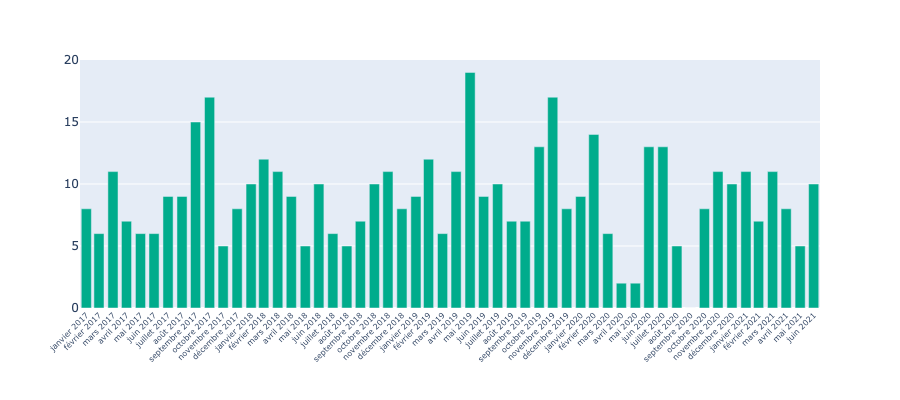 20
15
10
5
0
janvier 2017
février 2017
mars 2017
avril 2017
mai 2017
juin 2017
juillet 2017
août 2017
septembre 2017
octobre 2017
novembre 2017
décembre 2017
janvier 2018
février 2018
mars 2018
avril 2018
mai 2018
juin 2018
juillet 2018
août 2018
septembre 2018
octobre 2018
novembre 2018
décembre 2018
janvier 2019
février 2019
mars 2019
avril 2019
mai 2019
juin 2019
juillet 2019
août 2019
septembre 2019
octobre 2019
novembre 2019
décembre 2019
janvier 2020
février 2020
mars 2020
avril 2020
mai 2020
juin 2020
juillet 2020
août 2020
septembre 2020
octobre 2020
novembre 2020
décembre 2020
janvier 2021
février 2021
mars 2021
avril 2021
mai 2021
juin 2021